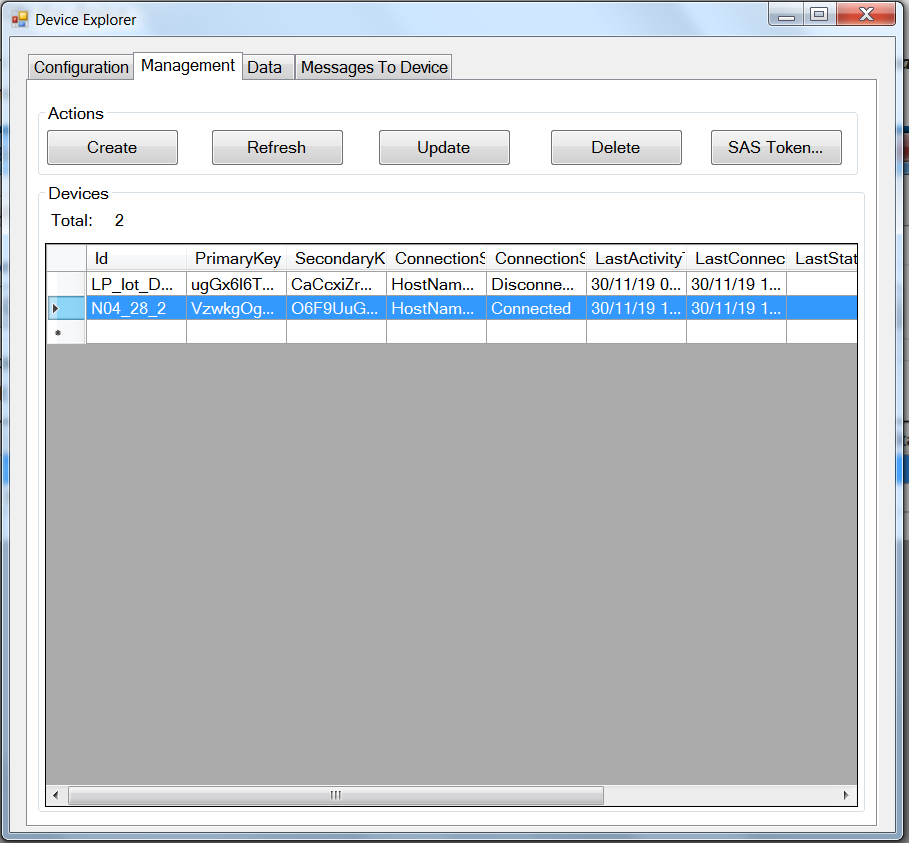 Device Explorer
Configuration Management Data Messages To Device
Actions
Create Refresh Update Delete SAS Token...
Devices
Total: 2
Id PrimaryKey SecondaryK ConnectionS ConnectionS LastActivityT LastConnec LastStat
LP_Iot_D... ugGx6I6T... CaCcxiZr... HostNam... Disconne... 30/11/19 0... 30/11/19 1...
N04_28_2 VzwkgOg... O6F9UuG... HostNam... Connected 30/11/19 1... 30/11/19 1...